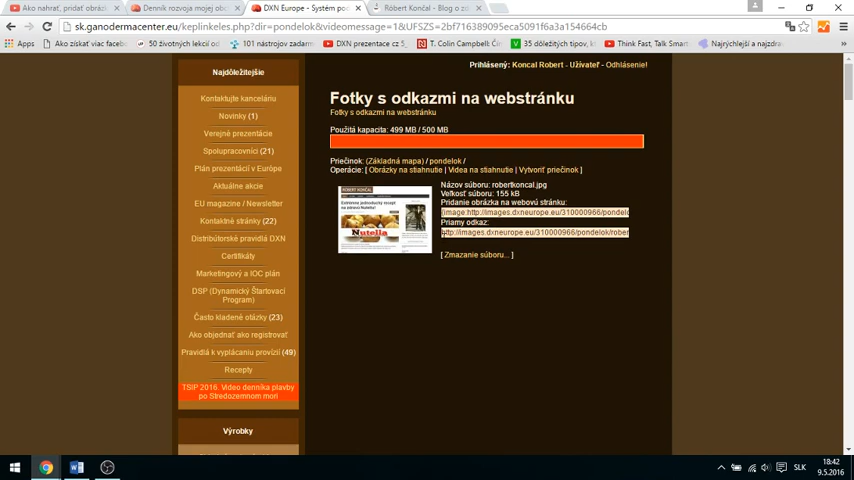 Ako nahrať, pridať obráz
Denník rozvoja mojej ob
DXN Europe - Systém po
Róbert Končal - Blog o z
sk.ganodermacenter.eu/keplinkeles.php?dir=pondelok&videomessage=1&UFSZS=2bf716389095eca5091f6a3a154664cb
Apps
Ako získať viac faceb
50 životných lekcií od
101 nástrojov zadarm
DXN prezentace cz 5
T. Colin Campbell: Čín
35 dôležitých tipov, k
Think Fast, Talk Smar
Najrýchlejší a najzdra
Prihlásený: Koncal Robert - Užívateľ - Odhlásenie!
Najdôležitejšie
Kontaktujte kanceláriu
Novinky (1)
Verejné prezentácie
Spolupracovníci (21)
Plán prezentácií v Európe
Aktuálne akcie
EU magazine / Newsletter
Kontaktné stránky (22)
Distribútorské pravidlá DXN
Certifikáty
Marketingový a IOC plán
DSP (Dynamický Štartovací
Program)
Často kladené otázky (23)
Ako objednať ako registrovať
Pravidlá k vyplácaniu provízií (49)
Recepty
TSIP 2016. Video denníka plavby
po Stredozemnom mori
Výrobky
Fotky s odkazmi na webstránku
Fotky s odkazmi na webstránku
Použitá kapacita: 499 MB / 500 MB
Priečinok: (Základná mapa) / pondelok /
Operácie: [ Obrázky na stiahnutie | Videa na stiahnutie | Vytvoriť priečinok ]
ROBERT KONČAL
Nutella
Názov súboru: robertkoncal.jpg
Veľkosť súboru: 155 kB
Pridanie obrázka na webovú stránku:
{image:http://images.dxneurope.eu/310000966/pondelo
Priamy odkaz:
http://images.dxneurope.eu/310000966/pondelok/rober
[ Zmazanie súboru... ]
SLK
18:42
9.5.2016